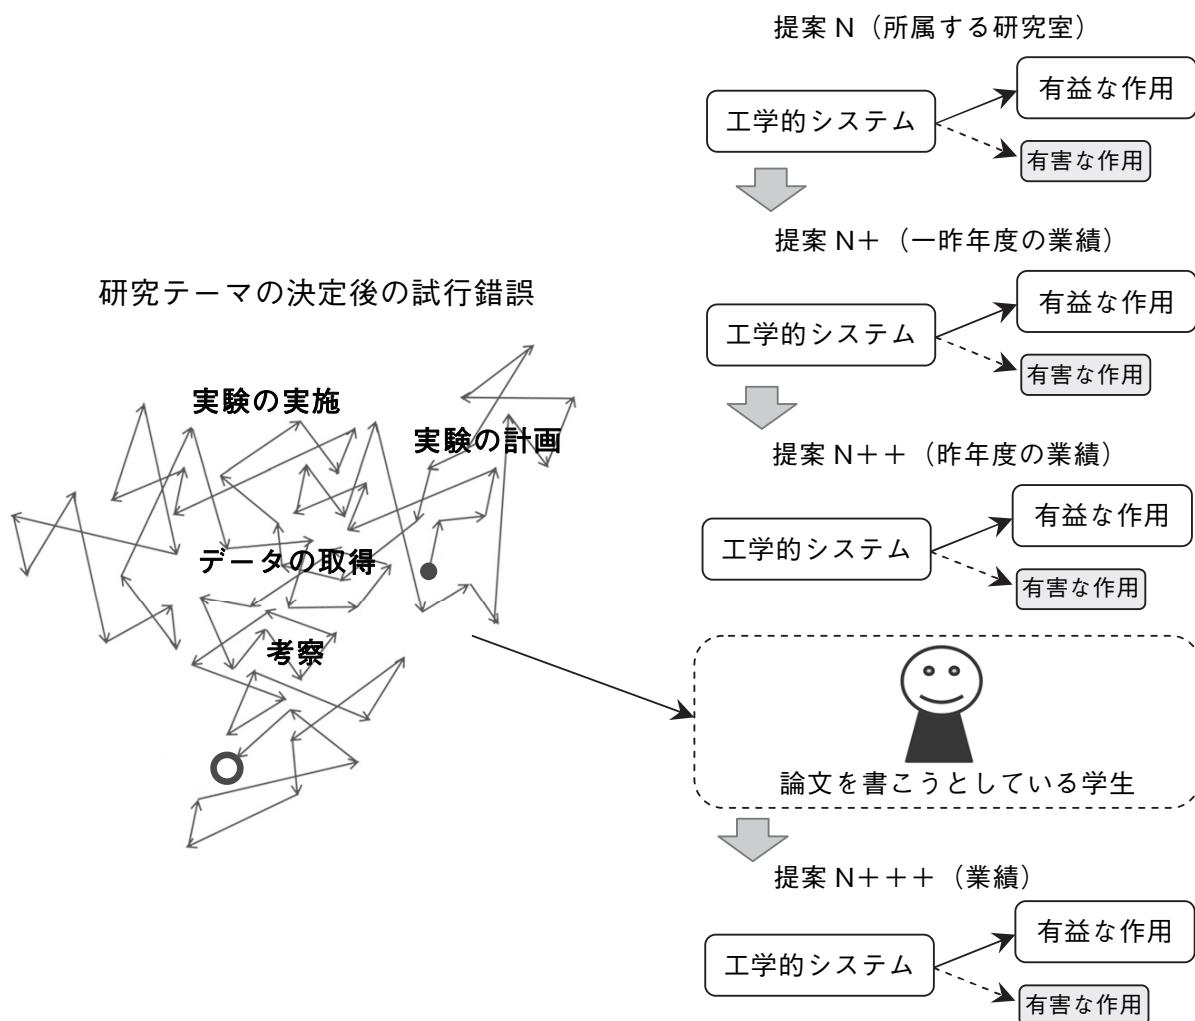 研究テーマの決定後の試行錯誤
実験の実施
実験の計画
データの取得
考察
提案 N（所属する研究室）
工学的システム
有益な作用
有害な作用
提案 N＋（一昨年度の業績）
工学的システム
有益な作用
有害な作用
提案 N＋＋（昨年度の業績）
工学的システム
有益な作用
有害な作用
論文を書こうとしている学生
提案 N＋＋＋（業績）
工学的システム
有益な作用
有害な作用